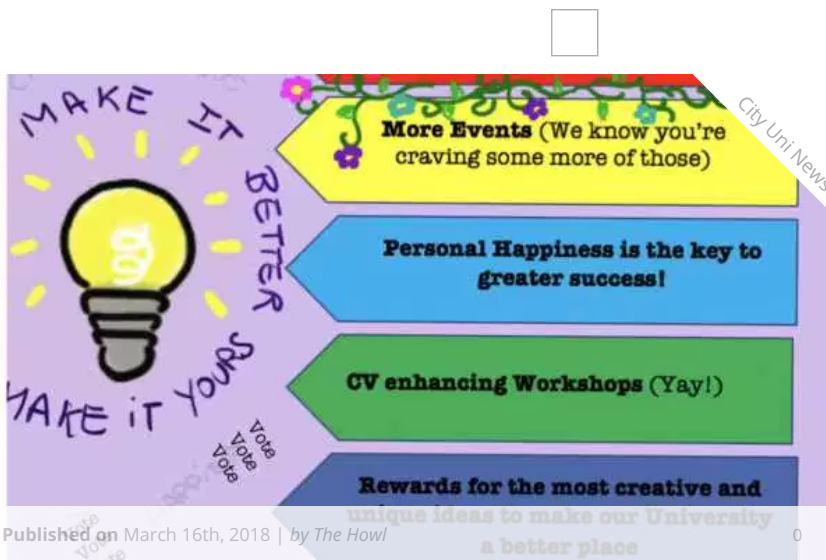 City Uni News
MAKE IT
BETTER
MAKE iT YOURS
More Events (We know you're
craving some more of those)
Personal Happiness is the key to
greater success!
CV enhancing Workshops (Yay!)
Vote
Vote
Vote
Rewards for the most creative and
unique ideas to make our University
a better place
Vote
Vote
Published on March 16th, 2018 | by The Howl
0